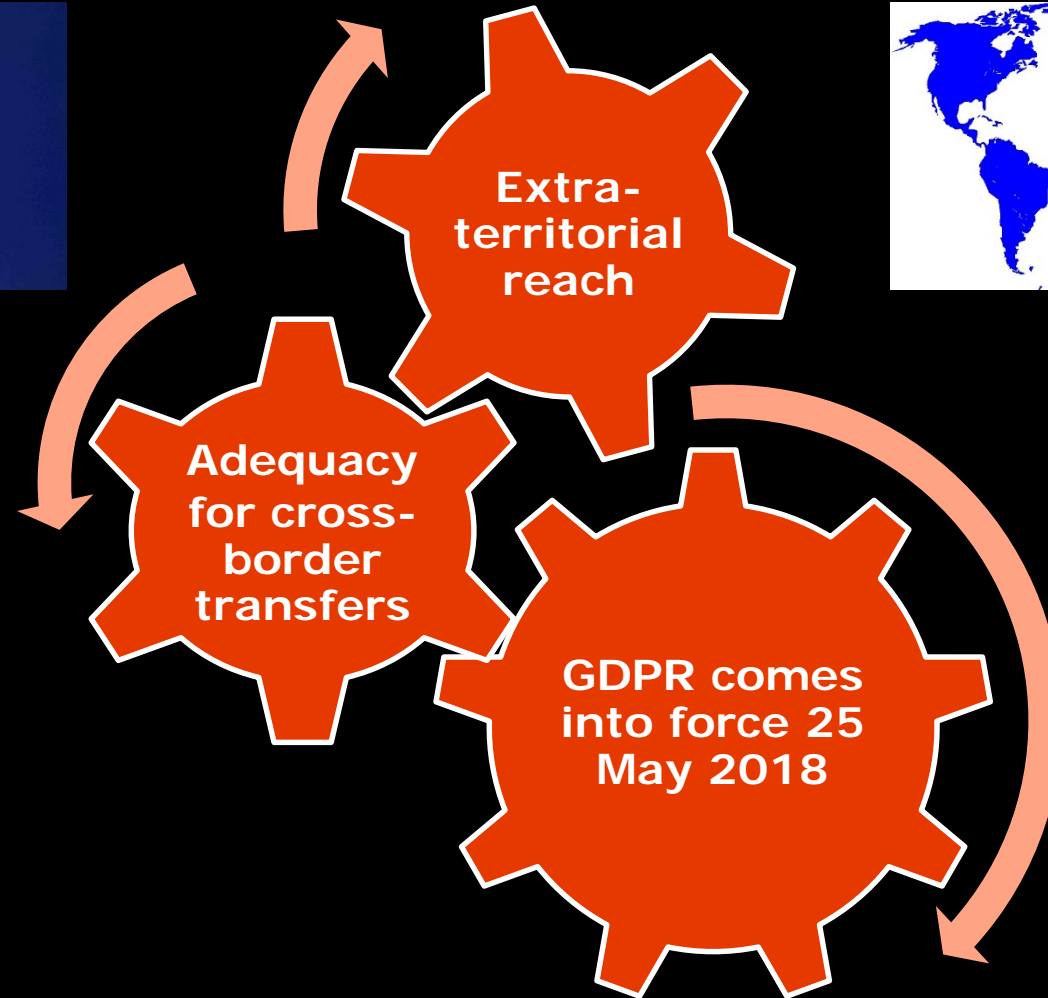 Extra-
territorial
reach
Adequacy
for cross-
border
transfers
GDPR comes
into force 25
May 2018